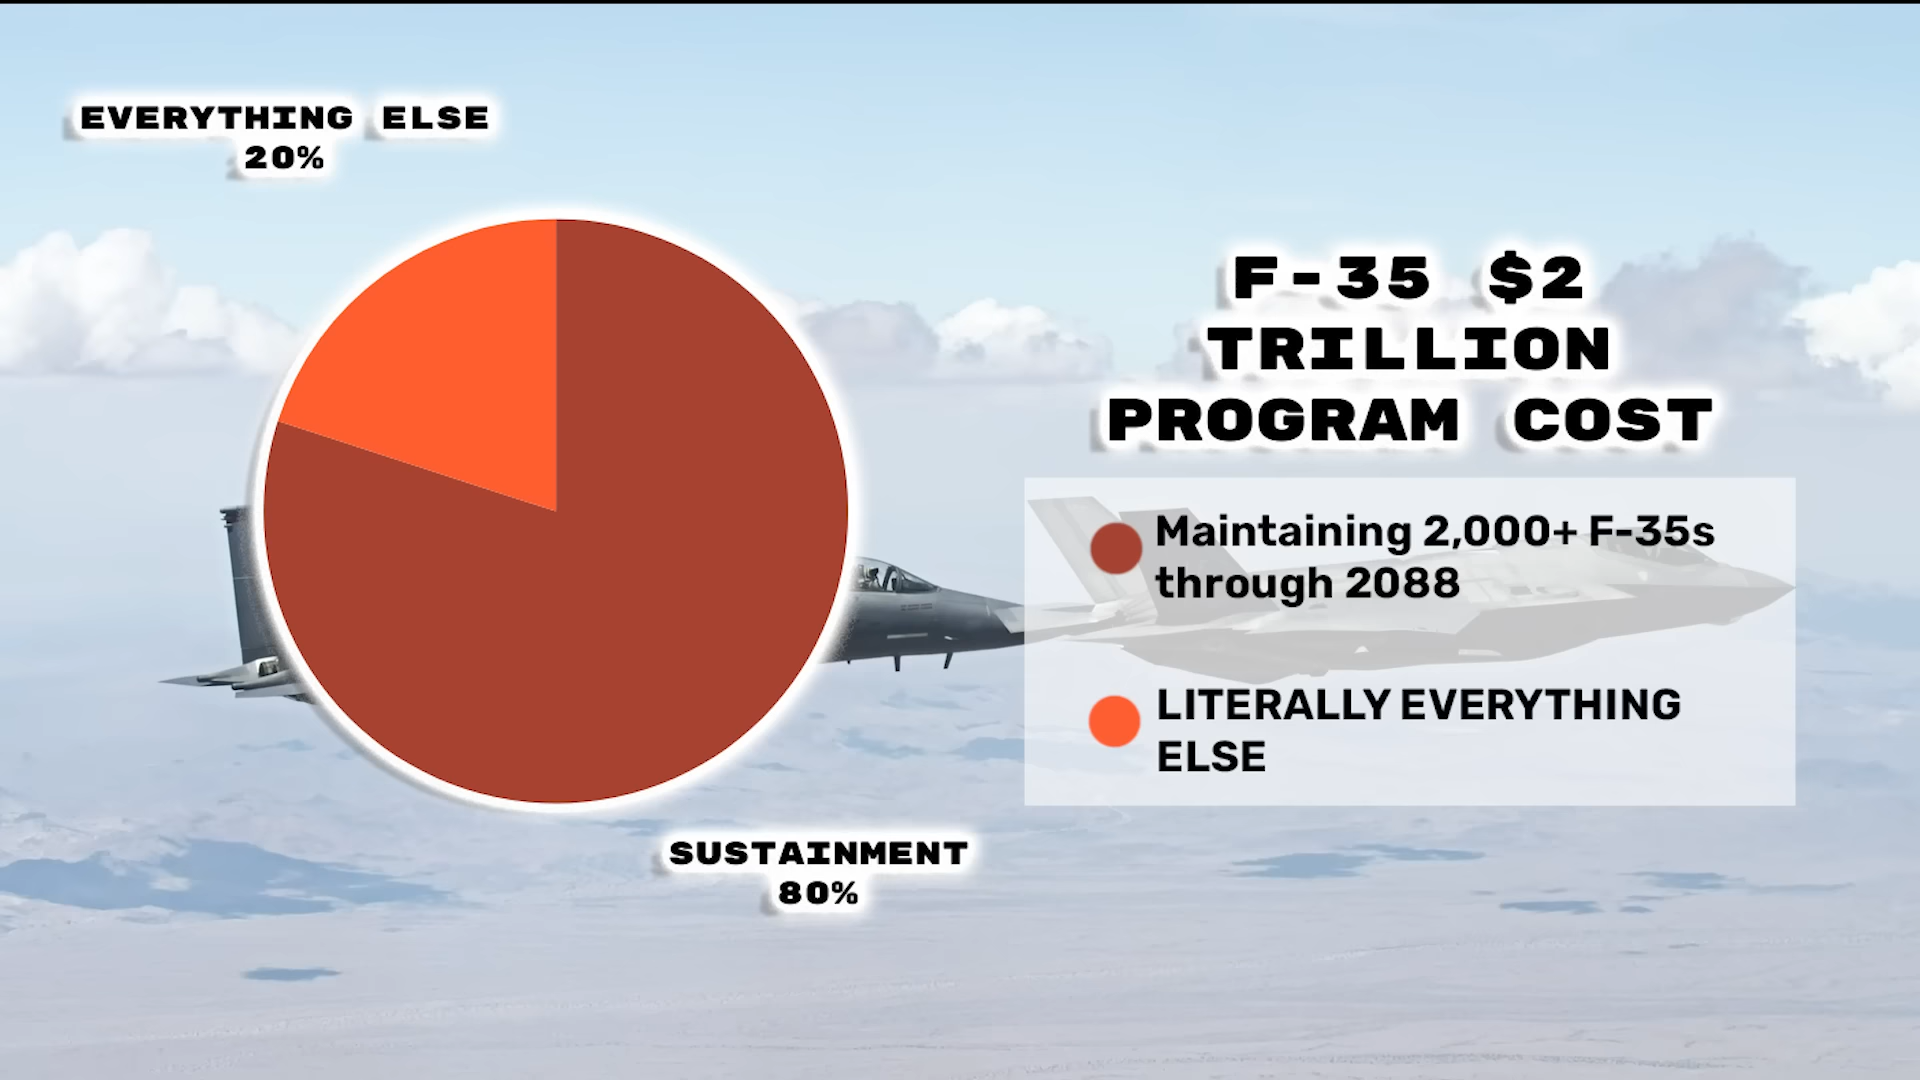 EVERYTHING ELSE
20%
F-35 $2
TRILLION
PROGRAM COST
Maintaining 2,000+ F-35s
through 2088
LITERALLY EVERYTHING
ELSE
SUSTAINMENT
80%